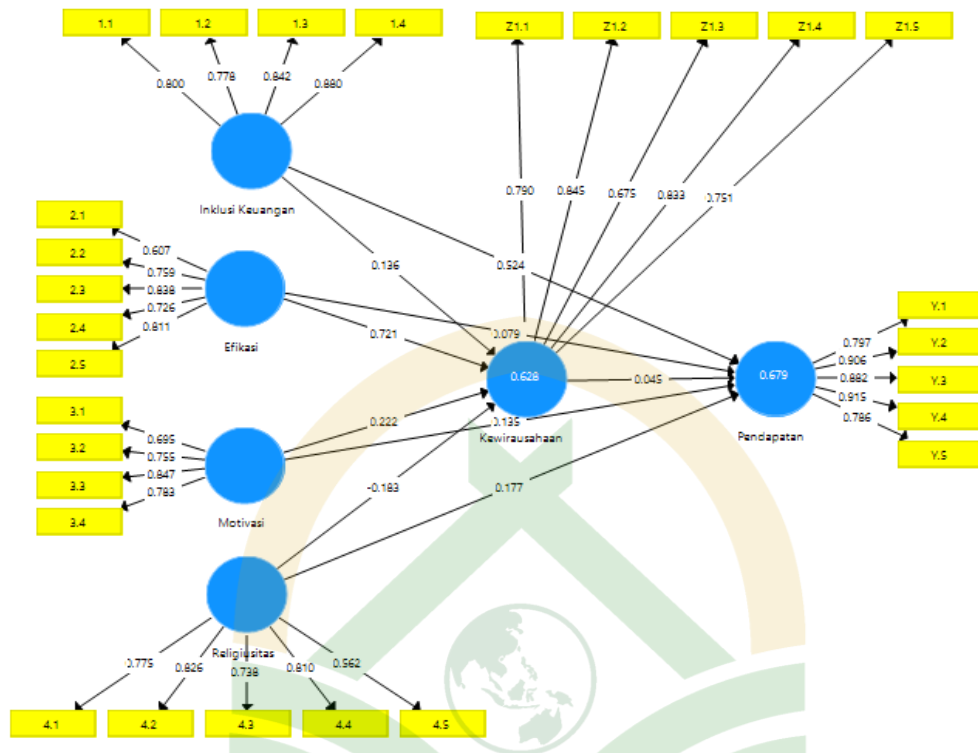 1.1 1.2 1.3 1.4 Z1.1 Z1.2 Z1.3 Z1.4 Z1.5
0.800 0.778 0.842 0.880
Inklusi Keuangan
0.790 0.845 0.675 0.833 0.751
2.1
2.2
2.3
2.4
2.5
0.607
0.759
0.838
0.726
0.811
Efikasi
0.136
0.524
0.721
0.079
0.628
Kewirausahaan
0.045
0.679
Pendapatan
0.797
0.906
0.882
0.915
0.786
Y.1
Y.2
Y.3
Y.4
Y.5
3.1
3.2
3.3
3.4
0.695
0.755
0.847
0.783
Motivasi
0.222
0.135
-0.183
0.177
Religiusitas
0.775 0.826 0.738 0.810 0.562
4.1 4.2 4.3 4.4 4.5